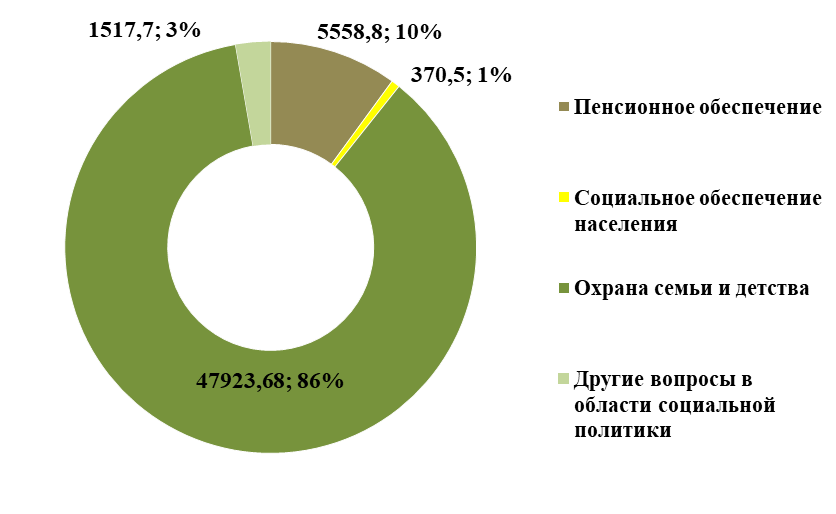 1517,7; 3%
5558,8; 10%
370,5; 1%
47923,68; 86%
Пенсионное обеспечение
Социальное обеспечение
населения
Охрана семьи и детства
Другие вопросы в
области социальной
политики